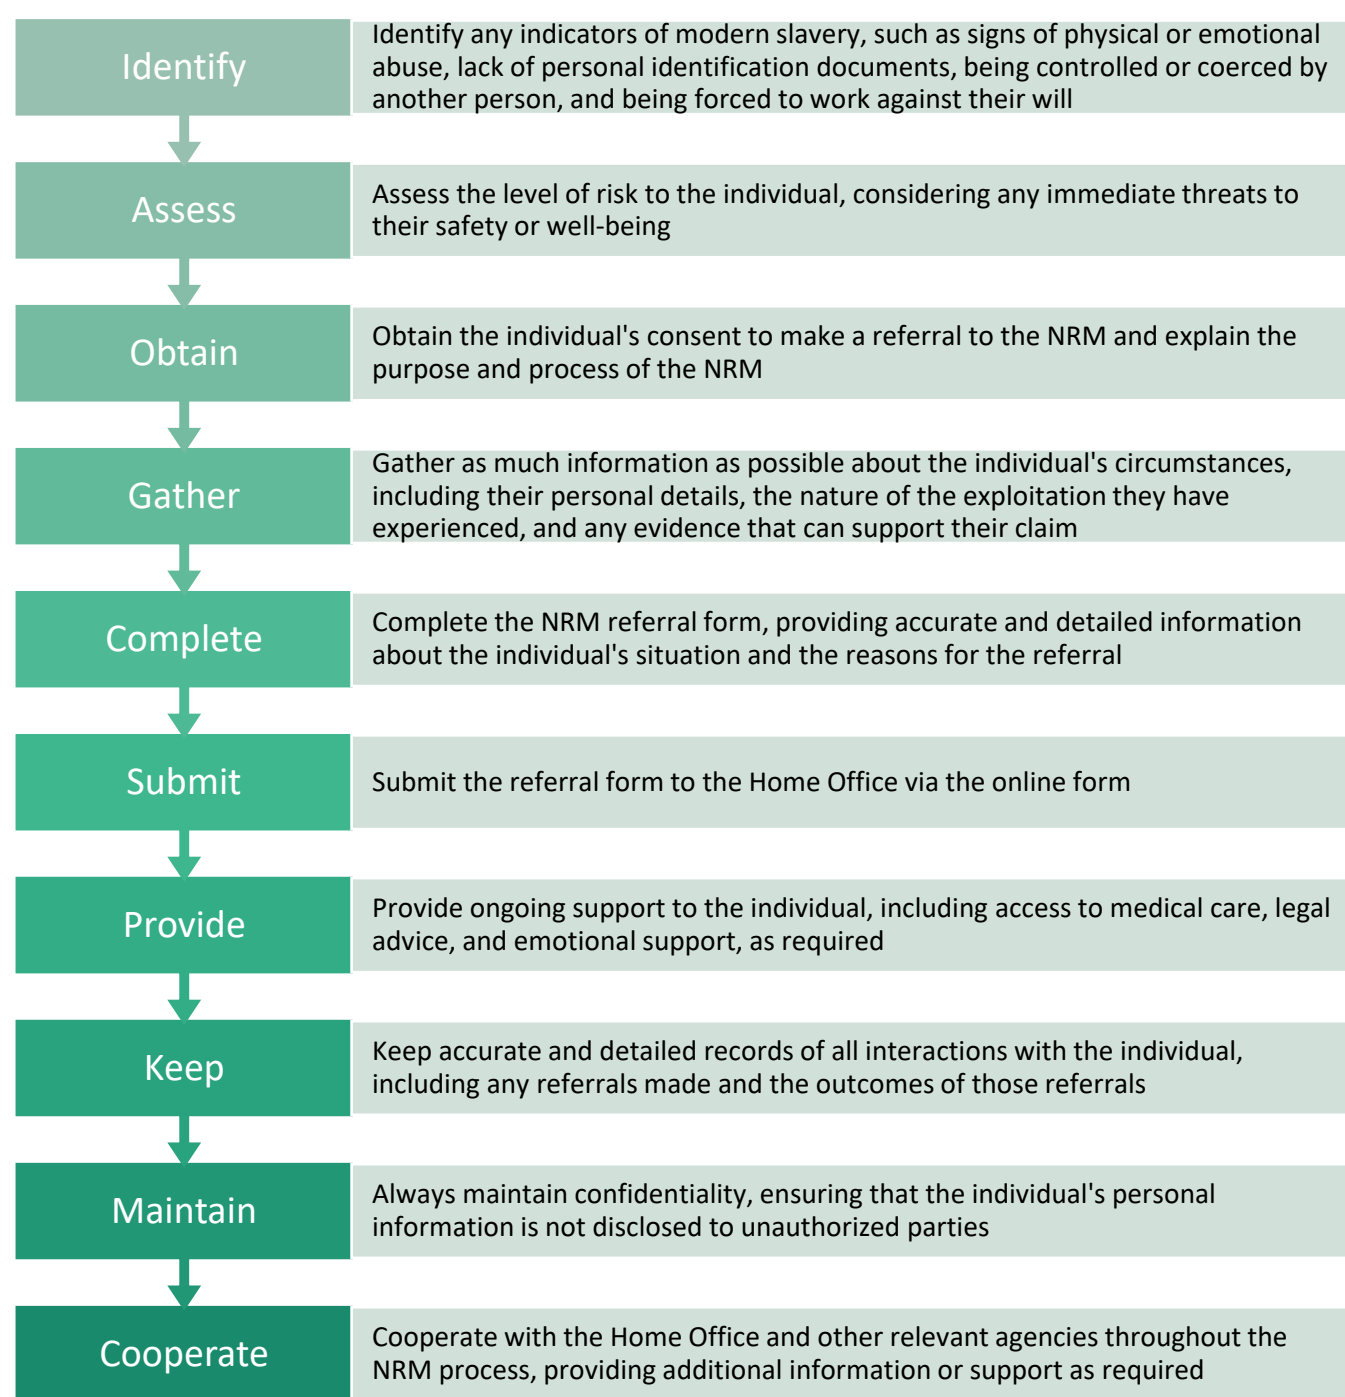 Identify
Identify any indicators of modern slavery, such as signs of physical or emotional
abuse, lack of personal identification documents, being controlled or coerced by
another person, and being forced to work against their will
Assess
Assess the level of risk to the individual, considering any immediate threats to
their safety or well-being
Obtain
Obtain the individual's consent to make a referral to the NRM and explain the
purpose and process of the NRM
Gather
Gather as much information as possible about the individual's circumstances,
including their personal details, the nature of the exploitation they have
experienced, and any evidence that can support their claim
Complete
Complete the NRM referral form, providing accurate and detailed information
about the individual's situation and the reasons for the referral
Submit
Submit the referral form to the Home Office via the online form
Provide
Provide ongoing support to the individual, including access to medical care, legal
advice, and emotional support, as required
Keep
Keep accurate and detailed records of all interactions with the individual,
including any referrals made and the outcomes of those referrals
Maintain
Always maintain confidentiality, ensuring that the individual's personal
information is not disclosed to unauthorized parties
Cooperate
Cooperate with the Home Office and other relevant agencies throughout the
NRM process, providing additional information or support as required